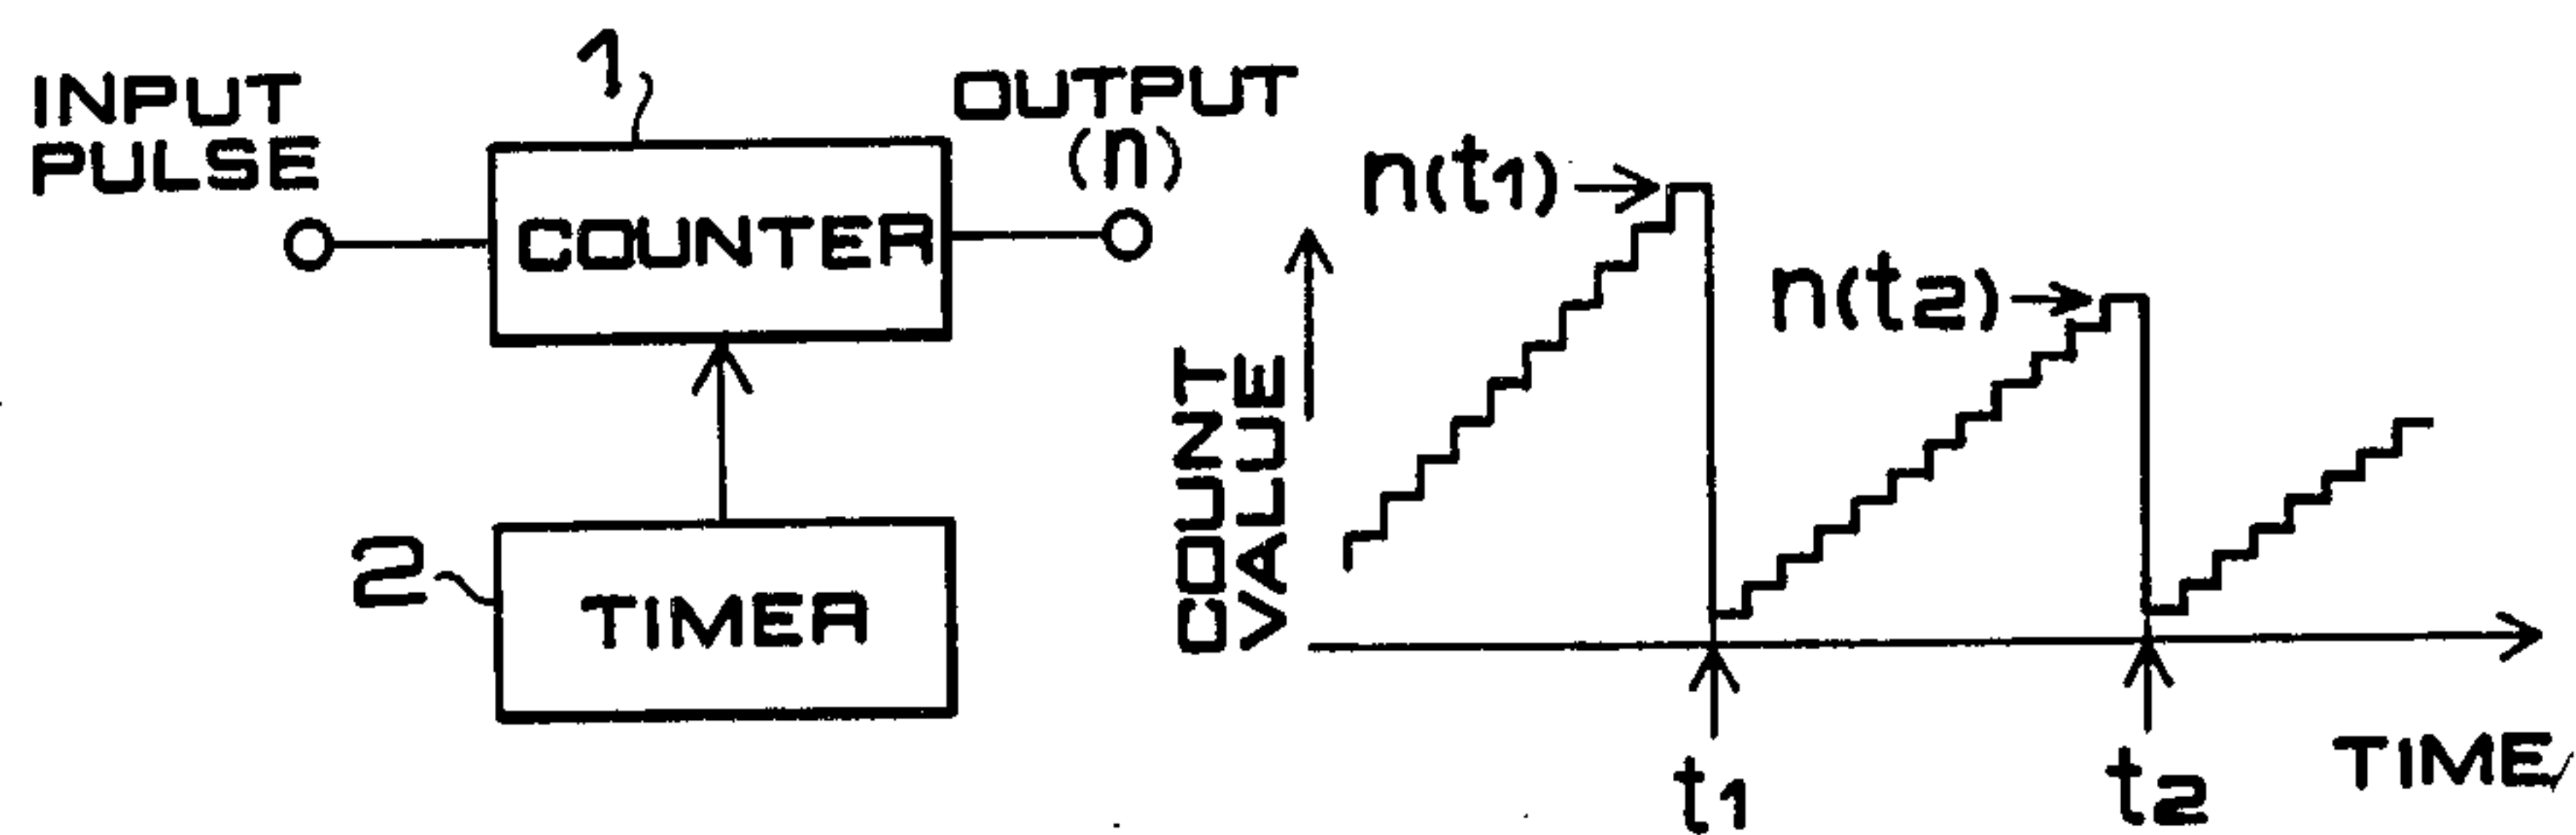 INPUT
PULSE
1
OUTPUT
(n)
COUNTER
2
TIMER
COUNT
VALUE
n(t1)
n(t2)
t1
t2
TIME